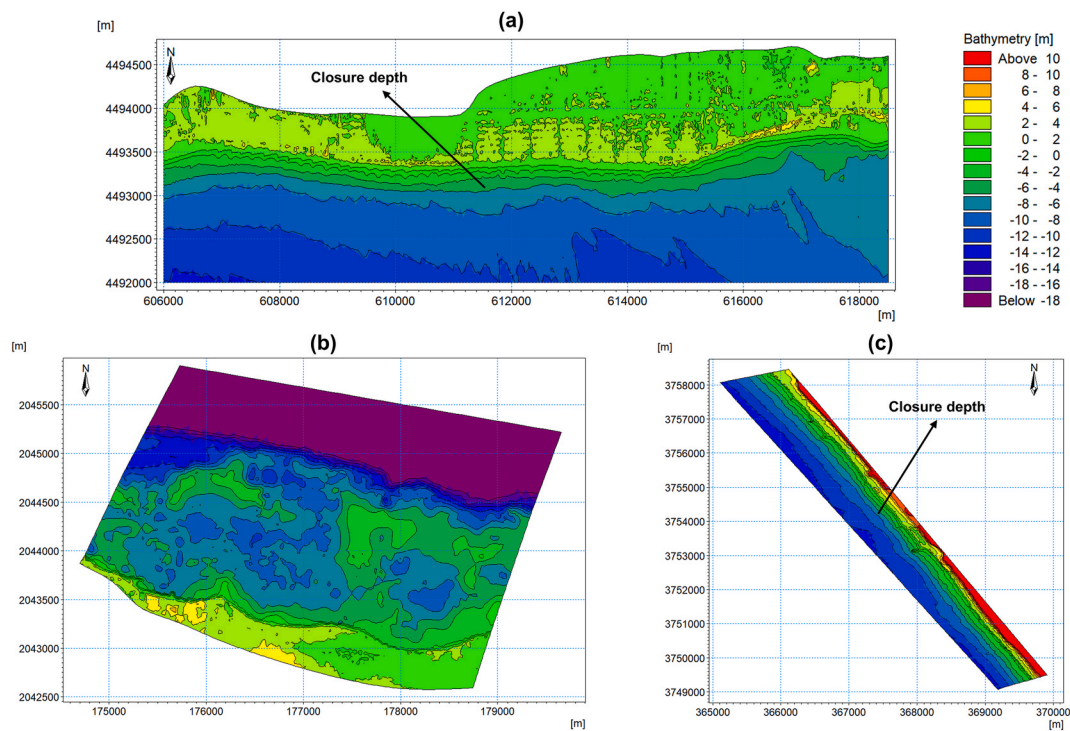 (a)
[m]
N
4494500
4494000
4493500
4493000
4492500
4492000
Closure depth
606000 608000 610000 612000 614000 616000 618000
[m]
Bathymetry [m]
Above 10
8 - 10
6 - 8
4 - 6
2 - 4
0 - 2
-2 - 0
-4 - -2
-6 - -4
-8 - -6
-10 - -8
-12 - -10
-14 - -12
-16 - -14
-18 - -16
Below -18
(b)
[m]
N
2045500
2045000
2044500
2044000
2043500
2043000
2042500
175000 176000 177000 178000 179000
[m]
(c)
[m]
N
3758000
3757000
3756000
3755000
3754000
3753000
3752000
3751000
3750000
3749000
Closure depth
365000 366000 367000 368000 369000 370000
[m]